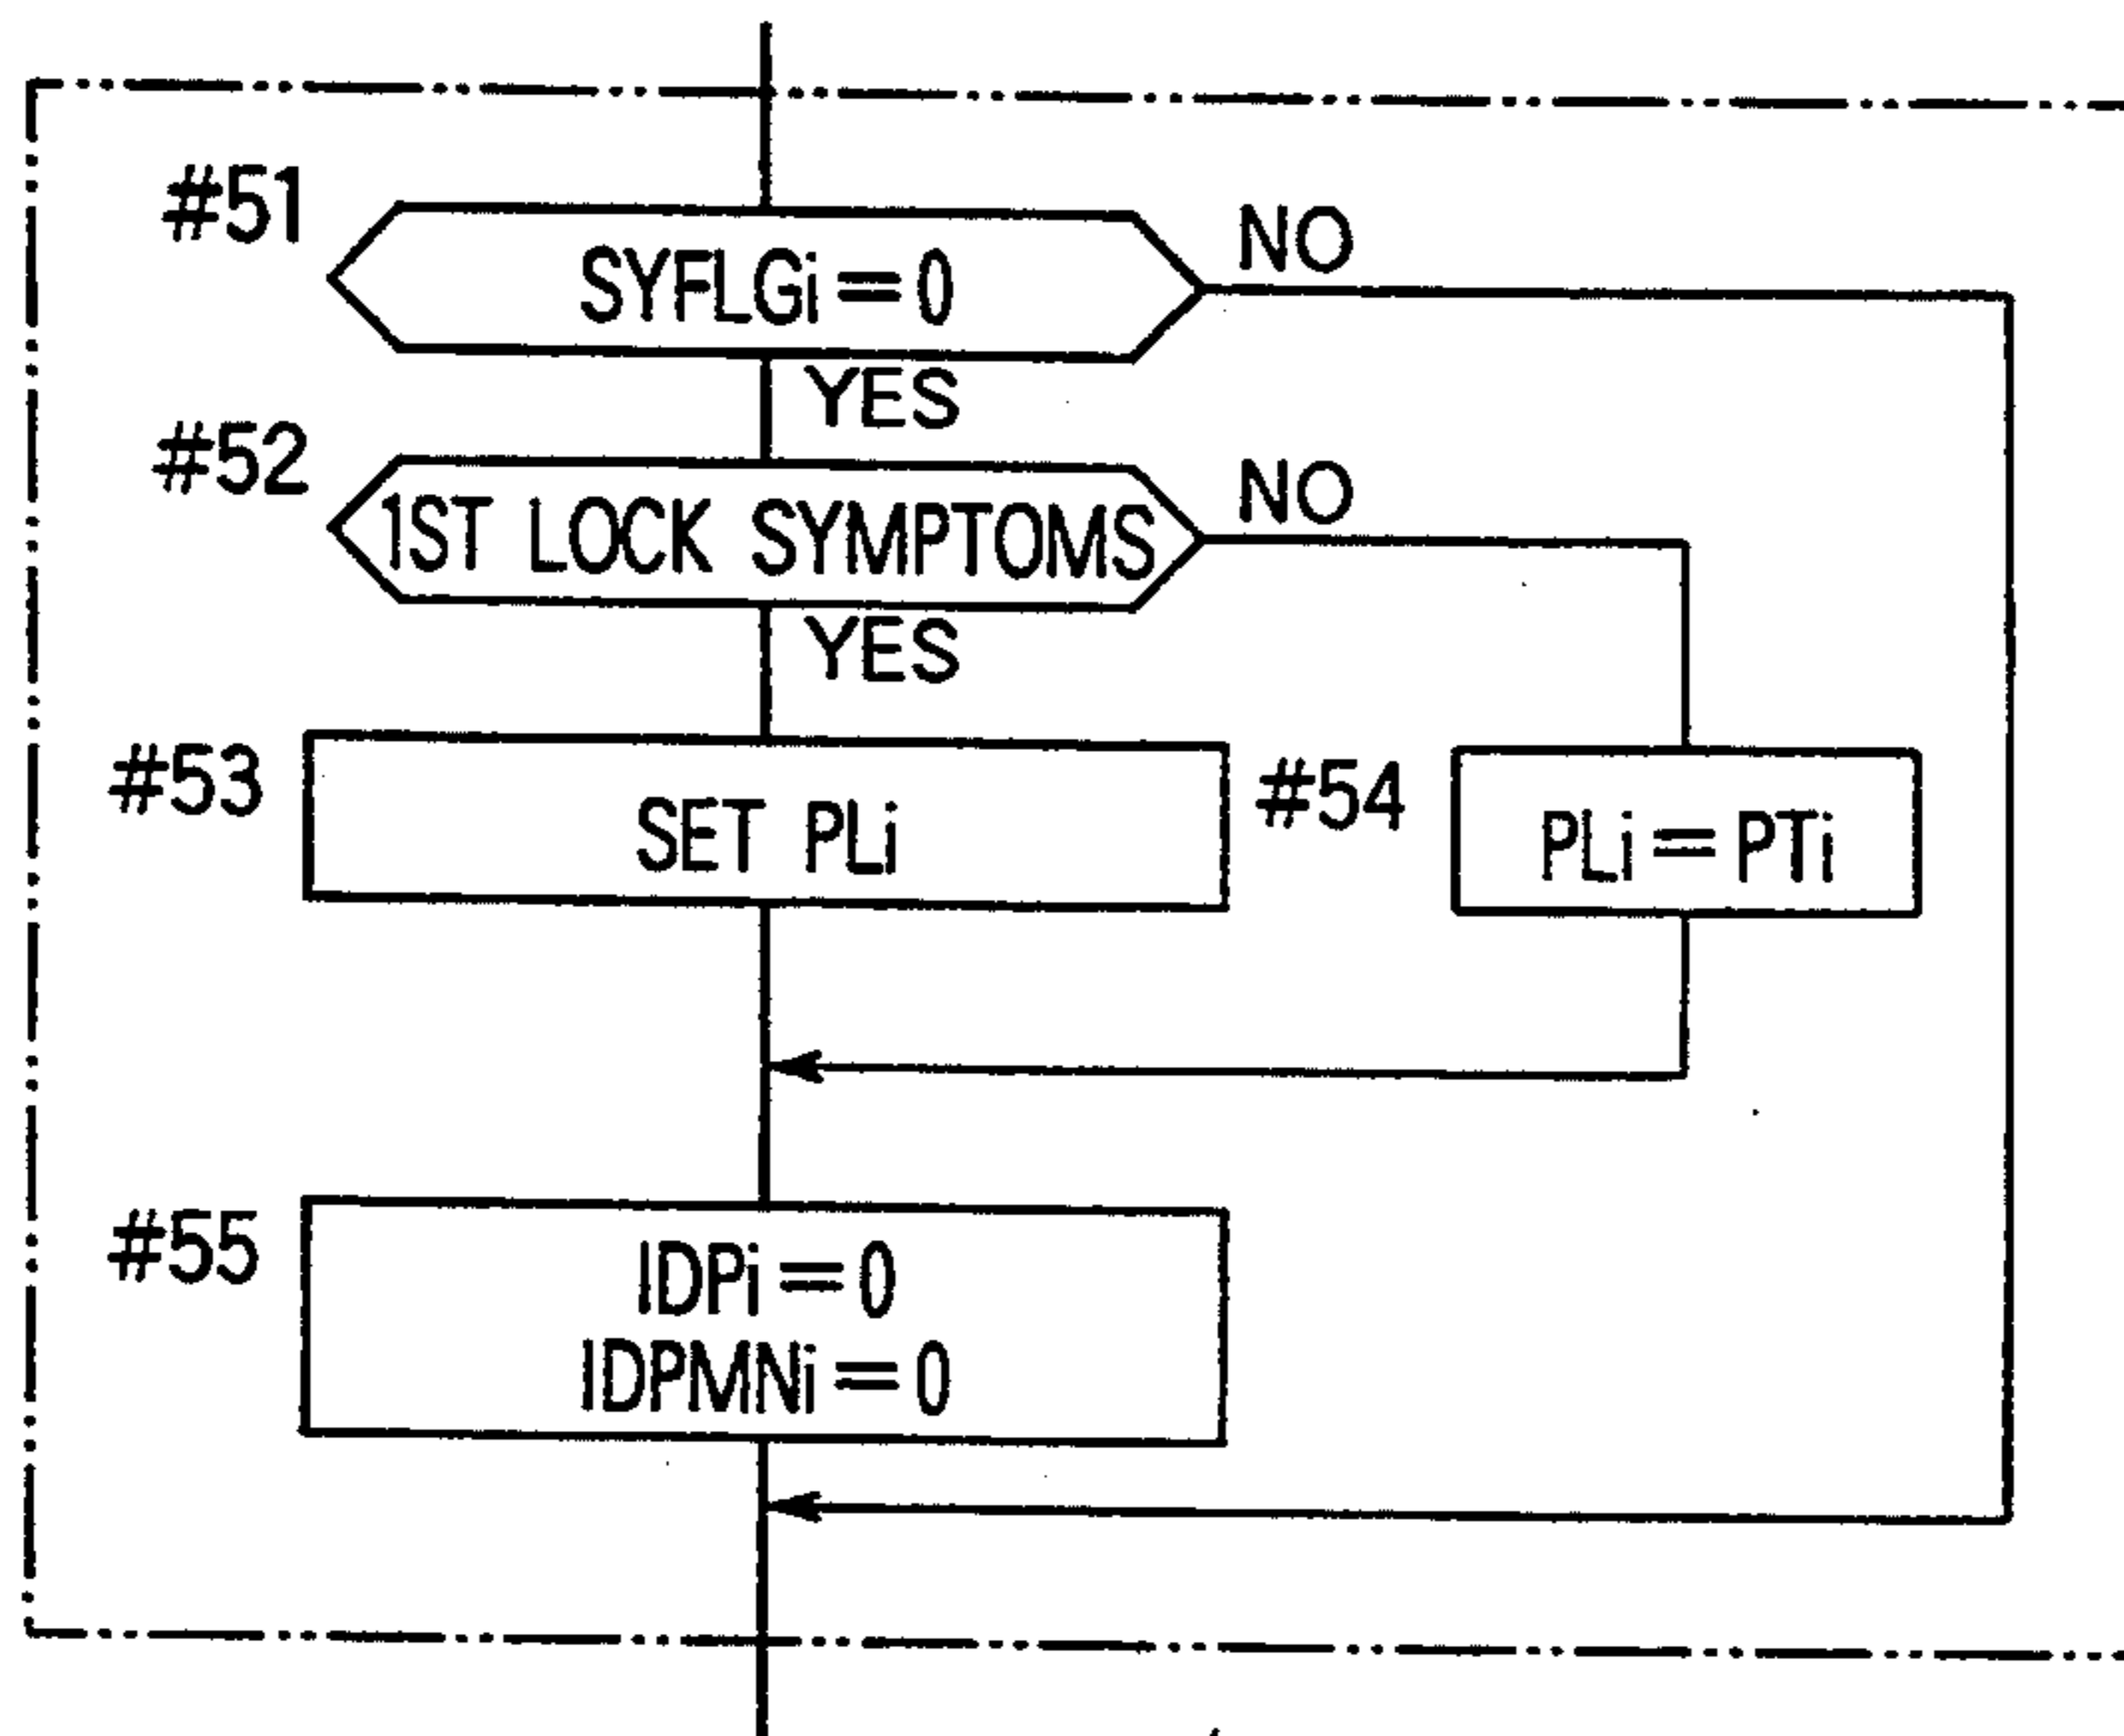 #51
SYFLGi = 0
NO
YES
#52
1ST LOCK SYMPTOMS
NO
YES
#53
SET PLi
#54
PLi = PTi
#55
IDPi = 0
IDPMNi = 0